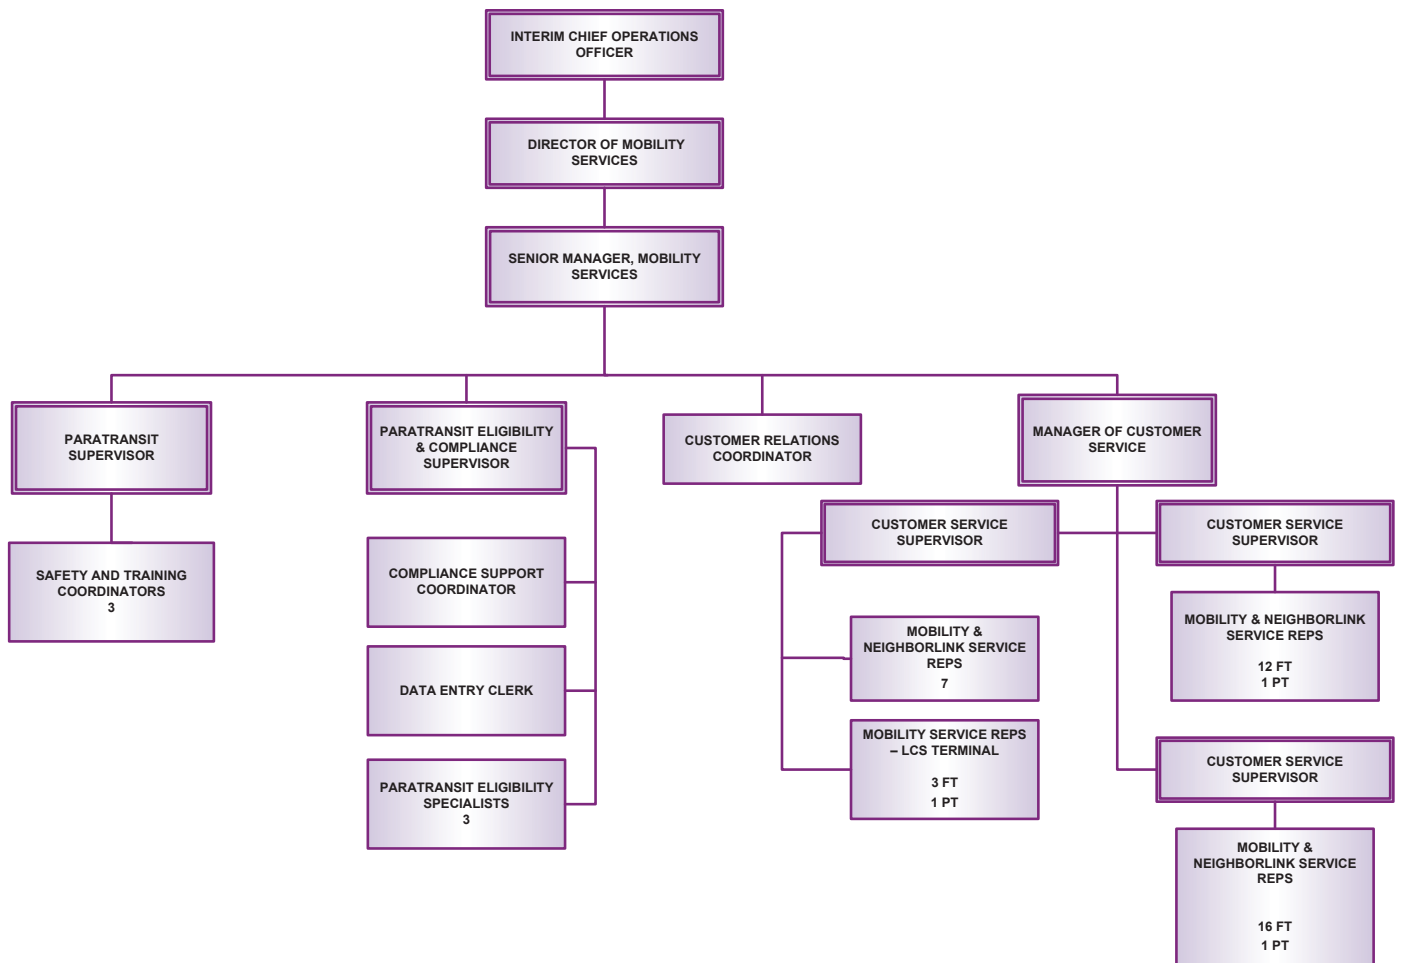 INTERIM CHIEF OPERATIONS
OFFICER
DIRECTOR OF MOBILITY
SERVICES
SENIOR MANAGER, MOBILITY
SERVICES
PARATRANSIT
SUPERVISOR
PARATRANSIT ELIGIBILITY
& COMPLIANCE
SUPERVISOR
CUSTOMER RELATIONS
COORDINATOR
MANAGER OF CUSTOMER
SERVICE
SAFETY AND TRAINING
COORDINATORS
3
COMPLIANCE SUPPORT
COORDINATOR
DATA ENTRY CLERK
PARATRANSIT ELIGIBILITY
SPECIALISTS
3
CUSTOMER SERVICE
SUPERVISOR
MOBILITY &
NEIGHBORLINK SERVICE
REPS
7
MOBILITY SERVICE REPS
– LCS TERMINAL
3 FT
1 PT
CUSTOMER SERVICE
SUPERVISOR
MOBILITY & NEIGHBORLINK
SERVICE REPS
12 FT
1 PT
CUSTOMER SERVICE
SUPERVISOR
MOBILITY &
NEIGHBORLINK SERVICE
REPS
16 FT
1 PT